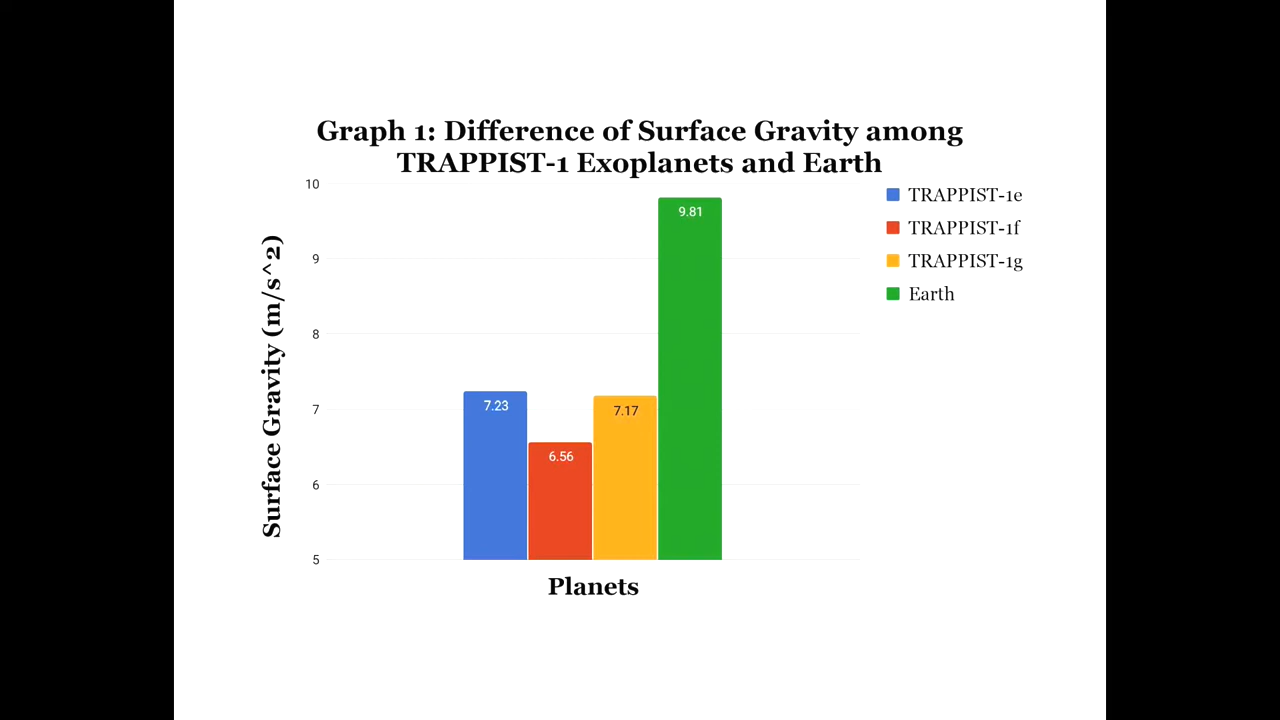 Graph 1: Difference of Surface Gravity among
TRAPPIST-1 Exoplanets and Earth
Surface Gravity (m/s^2)
10
9
8
7
6
5
7.23
6.56
7.17
9.81
Planets
TRAPPIST-1e
TRAPPIST-1f
TRAPPIST-1g
Earth